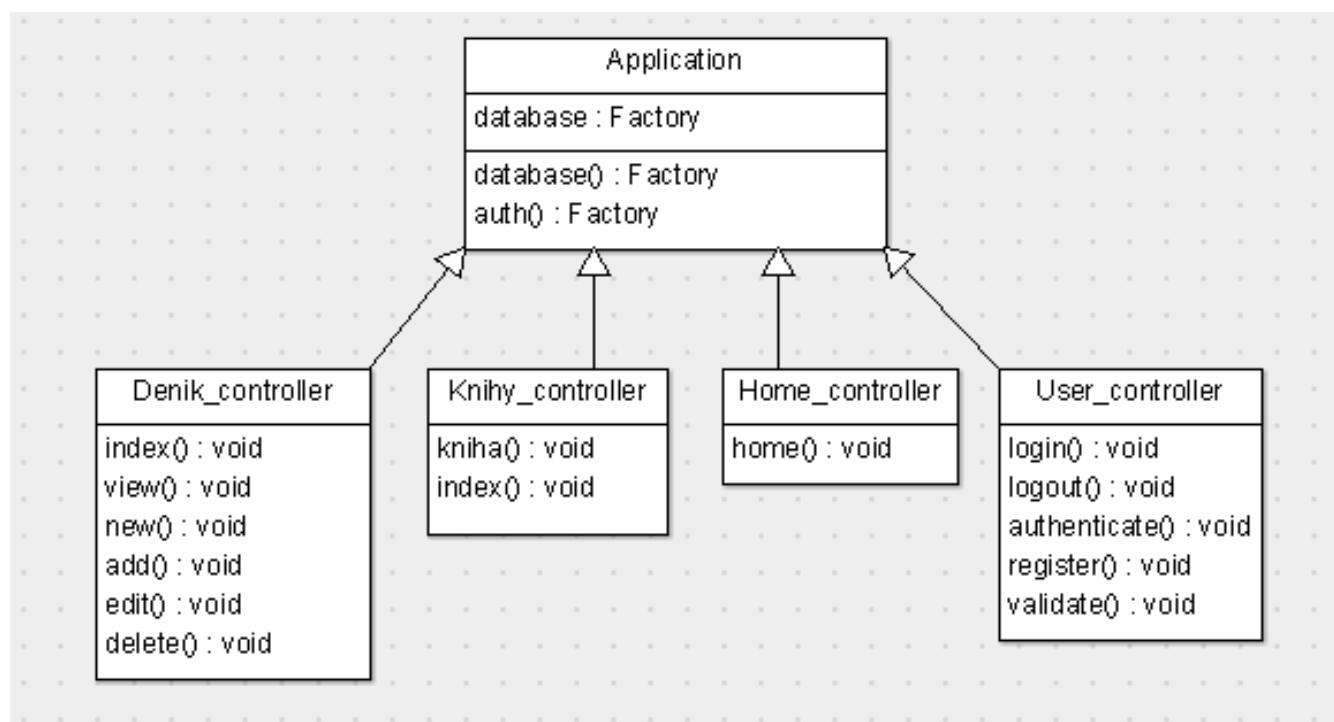 Application
database : Factory
database() : Factory
auth() : Factory
Denik_controller
index() : void
view() : void
new() : void
add() : void
edit() : void
delete() : void
Knihy_controller
kniha() : void
index() : void
Home_controller
home() : void
User_controller
login() : void
logout() : void
authenticate() : void
register() : void
validate() : void